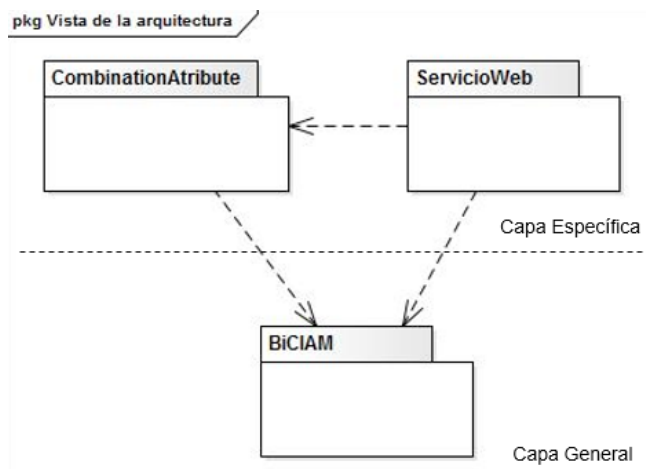 pkg Vista de la arquitectura
CombinationAtribute
ServicioWeb
Capa Específica
BiCIAM
Capa General